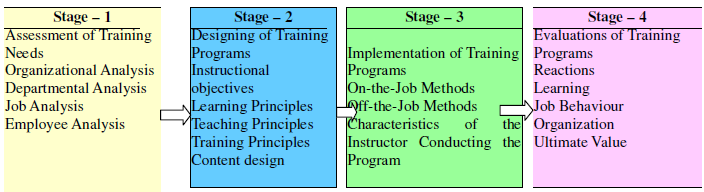 Stage – 1
Assessment of Training
Needs
Organizational Analysis
Departmental Analysis
Job Analysis
Employee Analysis
Stage – 2
Designing of Training
Programs
Instructional
objectives
Learning Principles
Teaching Principles
Training Principles
Content design
Stage – 3
Implementation of Training
Programs
On-the-Job Methods
Off-the-Job Methods
Characteristics of the
Instructor Conducting the
Program
Stage – 4
Evaluations of Training
Programs
Reactions
Learning
Job Behaviour
Organization
Ultimate Value